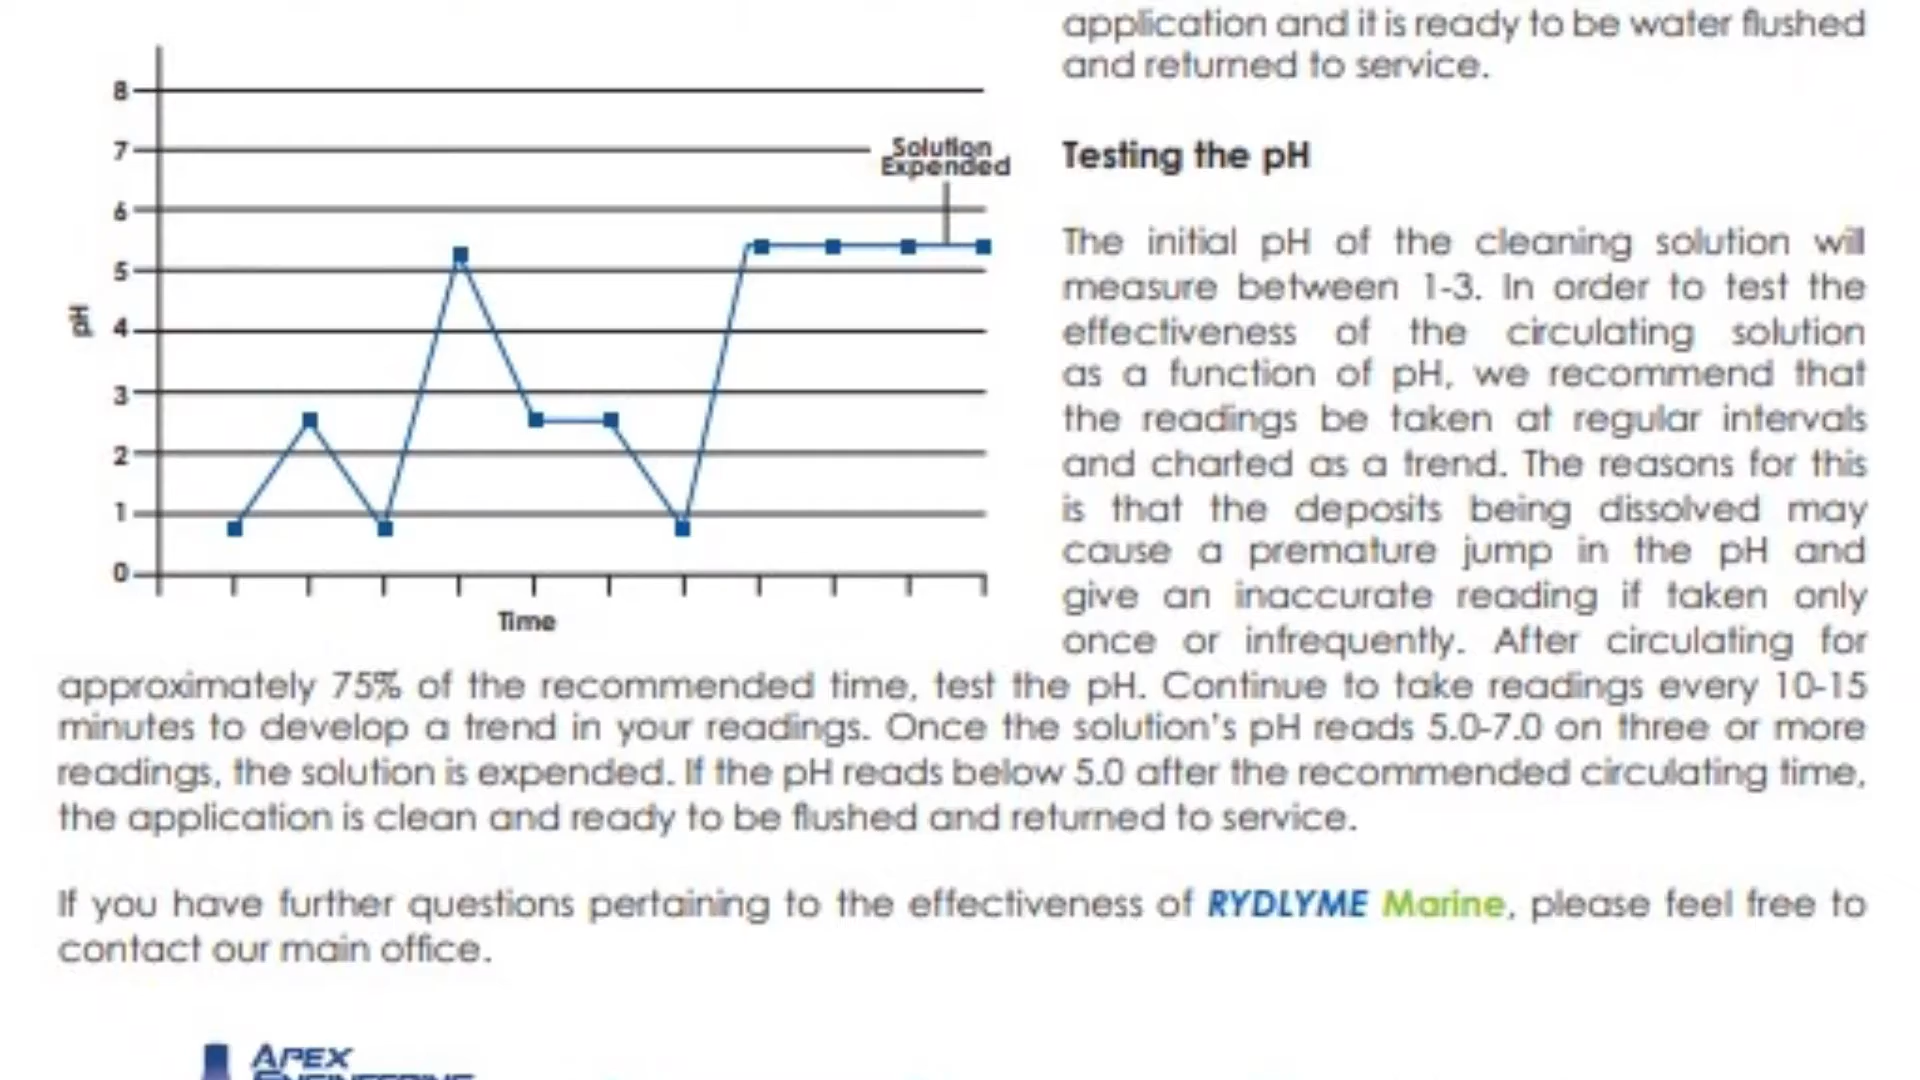 application and it is ready to be water flushed
and returned to service.
8
7
6
5
4
3
2
1
0
pH
Time
Solution
Expended
Testing the pH
The initial pH of the cleaning solution will
measure between 1-3. In order to test the
effectiveness of the circulating solution
as a function of pH, we recommend that
the readings be taken at regular intervals
and charted as a trend. The reasons for this
is that the deposits being dissolved may
cause a premature jump in the pH and
give an inaccurate reading if taken only
once or infrequently. After circulating for
approximately 75% of the recommended time, test the pH. Continue to take readings every 10-15
minutes to develop a trend in your readings. Once the solution's pH reads 5.0-7.0 on three or more
readings, the solution is expended. If the pH reads below 5.0 after the recommended circulating time,
the application is clean and ready to be flushed and returned to service.
If you have further questions pertaining to the effectiveness of RYDLYME Marine, please feel free to
contact our main office.
APEX
ENGINEERING